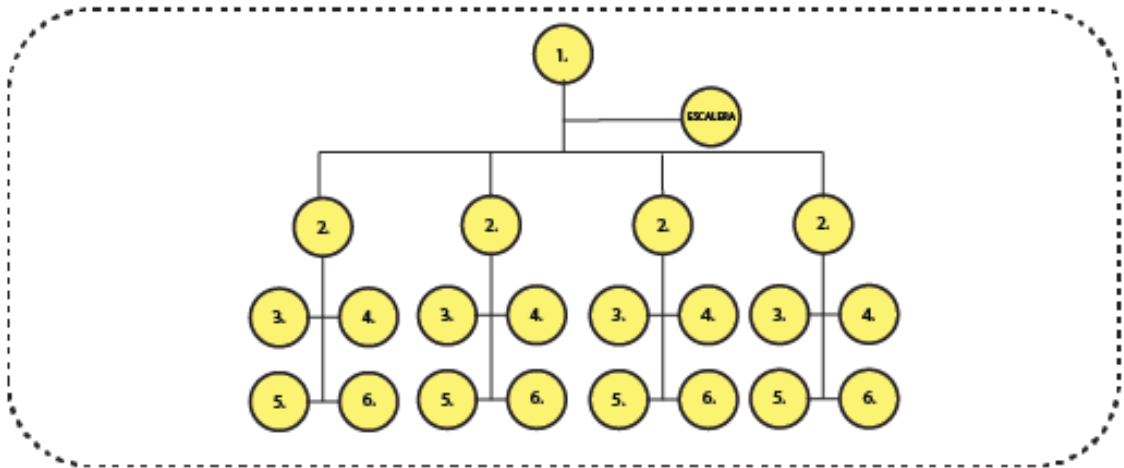 1.
ESCALERA
2. 2. 2. 2.
3. 4. 3. 4. 3. 4. 3. 4.
5. 6. 5. 6. 5. 6. 5. 6.